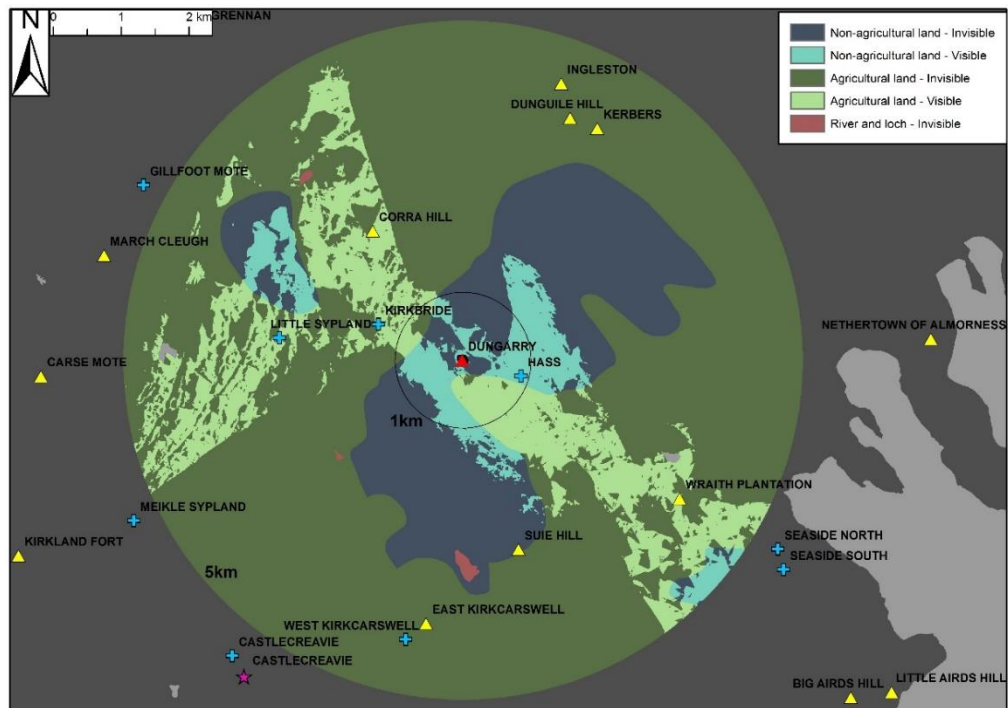 GRENNAN
N
0 2 km
Non-agricultural land - Invisible
Non-agricultural land - Visible
Agricultural land - Invisible
Agricultural land - Visible
River and loch - Invisible
INGLESTON
DUNGUILE HILL
KERBERS
GILLFOOT MOTE
CORRA HILL
MARCH CLEUGH
KIRKBRIDE
LITTLE SYPLAND
NETHERTOWN OF ALMORNESS
DUNGARRY
HASS
CARSE MOTE
1km
WRAITH PLANTATION
MEIKLE SYPLAND
SUIE HILL
SEASIDE NORTH
KIRKLAND FORT
SEASIDE SOUTH
5km
EAST KIRKCARSWELL
WEST KIRKCARSWELL
CASTLECREAVIE
CASTLECREAVIE
BIG AIRDS HILL
LITTLE AIRDS HILL